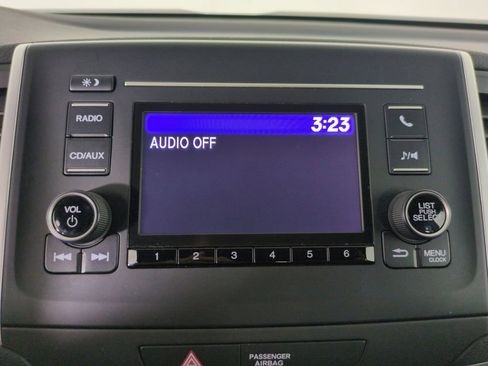 3:23
AUDIO OFF
RADIO
CD/AUX
VOL
LIST
PUSH
SELECT
1 2 3 4 5 6
MENU
CLOCK
PASSENGER
AIRBAG